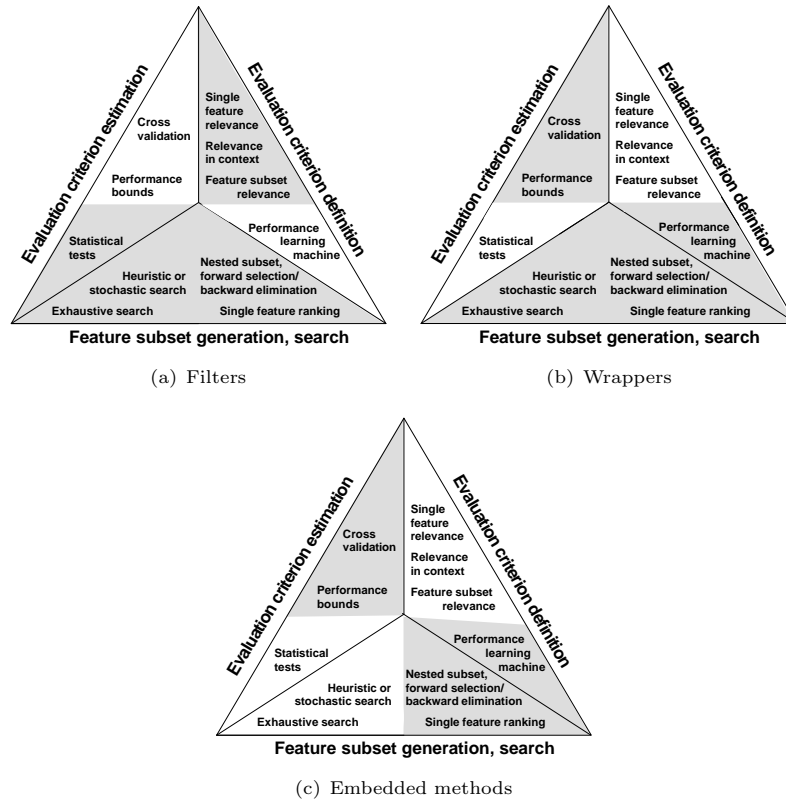 Evaluation criterion estimation
Evaluation criterion definition
Cross
validation
Performance
bounds
Statistical
tests
Single
feature
relevance
Relevance
in context
Feature subset
relevance
Performance
learning
machine
Heuristic or
stochastic search
Exhaustive search
Nested subset,
forward selection/
backward elimination
Single feature ranking
Feature subset generation, search
(a) Filters
Evaluation criterion estimation
Evaluation criterion definition
Cross
validation
Performance
bounds
Statistical
tests
Single
feature
relevance
Relevance
in context
Feature subset
relevance
Performance
learning
machine
Heuristic or
stochastic search
Exhaustive search
Nested subset,
forward selection/
backward elimination
Single feature ranking
Feature subset generation, search
(b) Wrappers
Evaluation criterion estimation
Evaluation criterion definition
Cross
validation
Performance
bounds
Statistical
tests
Single
feature
relevance
Relevance
in context
Feature subset
relevance
Performance
learning
machine
Heuristic or
stochastic search
Exhaustive search
Nested subset,
forward selection/
backward elimination
Single feature ranking
Feature subset generation, search
(c) Embedded methods